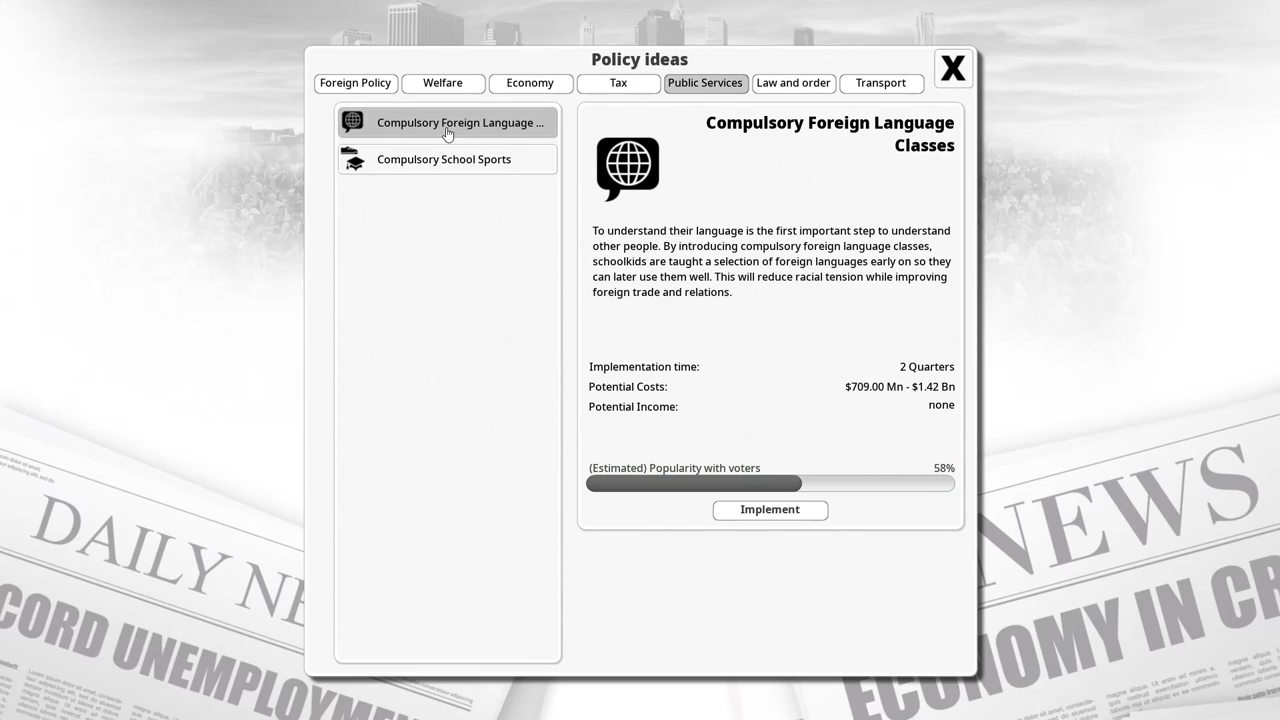 Policy ideas
X
Foreign Policy
Welfare
Economy
Tax
Public Services
Law and order
Transport
Compulsory Foreign Language ...
Compulsory School Sports
Compulsory Foreign Language
Classes
To understand their language is the first important step to understand
other people. By introducing compulsory foreign language classes,
schoolkids are taught a selection of foreign languages early on so they
can later use them well. This will reduce racial tension while improving
foreign trade and relations.
Implementation time: 2 Quarters
Potential Costs: $709.00 Mn - $1.42 Bn
Potential Income: none
(Estimated) Popularity with voters 58%
Implement
DAILY NE
CORD UNEMPLOYME
NEWS
ECONOMY IN CR